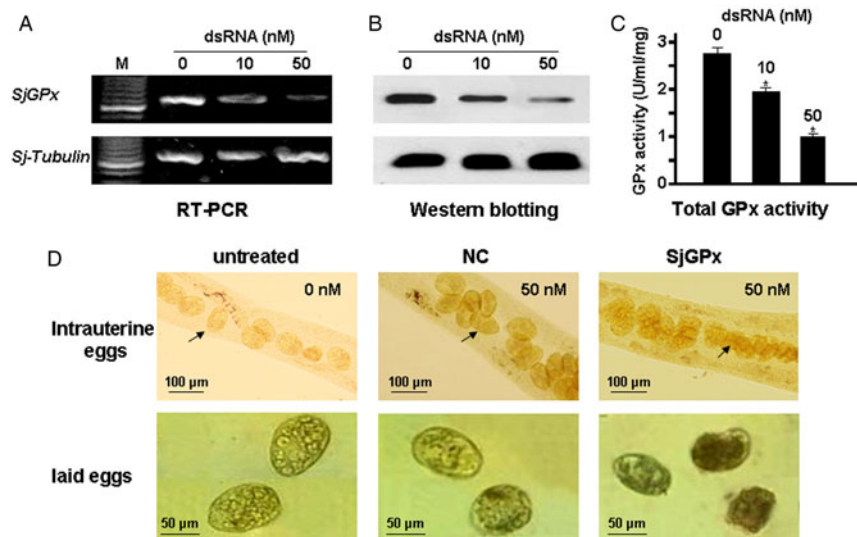 A
dsRNA (nM)
M 0 10 50
SjGPx
Sj-Tubulin
RT-PCR
B
dsRNA (nM)
0 10 50
Western blotting
C
dsRNA (nM)
GPx activity (U/ml/mg)
3
2
1
0
0
10
*
50
*
Total GPx activity
D
untreated NC SjGPx
Intrauterine eggs
0 nM 50 nM 50 nM
100 µm 100 µm 100 µm
laid eggs
50 µm 50 µm 50 µm